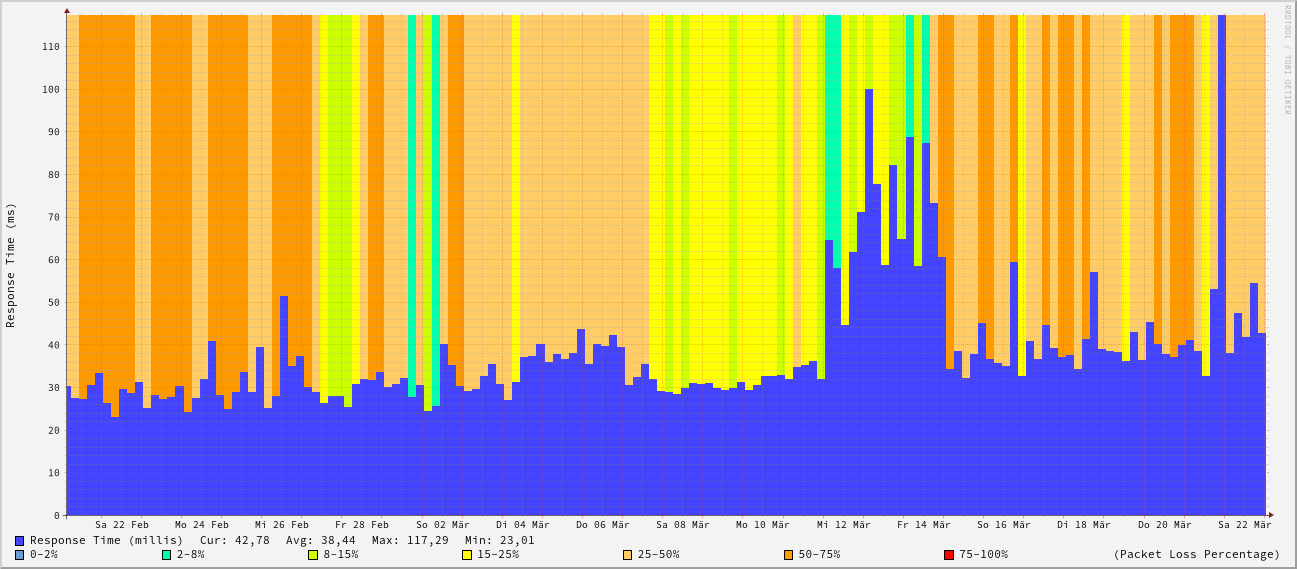 RRDTOOL / TOBI OETIKER
Response Time (ms)
110
100
90
80
70
60
50
40
30
20
10
0
Sa 22 Feb Mo 24 Feb Mi 26 Feb Fr 28 Feb So 02 Mär Di 04 Mär Do 06 Mär Sa 08 Mär Mo 10 Mär Mi 12 Mär Fr 14 Mär So 16 Mär Di 18 Mär Do 20 Mär Sa 22 Mär
Response Time (millis) Cur: 42,78 Avg: 38,44 Max: 117,29 Min: 23,01
0-2% 2-8% 8-15% 15-25% 25-50% 50-75% 75-100% (Packet Loss Percentage)